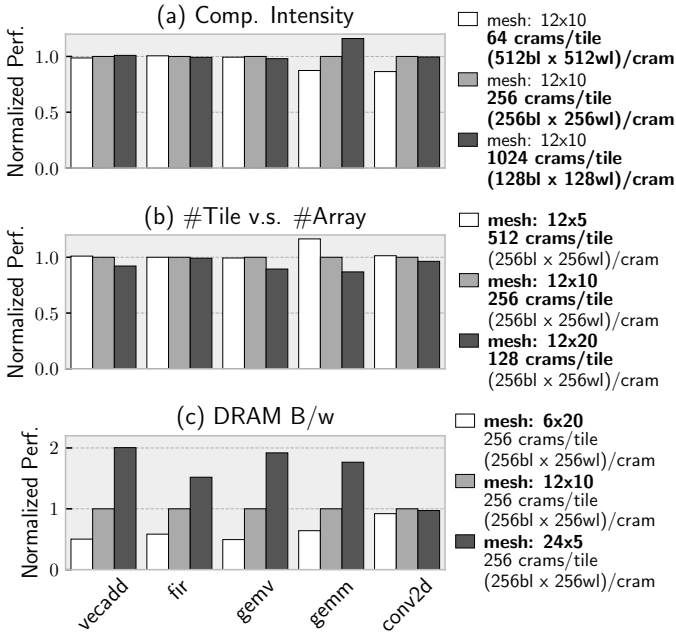 (a) Comp. Intensity
Normalized Perf.
1.0
0.5
0.0
mesh: 12x10
64 crams/tile
(512bl x 512wl)/cram
mesh: 12x10
256 crams/tile
(256bl x 256wl)/cram
mesh: 12x10
1024 crams/tile
(128bl x 128wl)/cram
(b) #Tile v.s. #Array
Normalized Perf.
1.0
0.5
0.0
mesh: 12x5
512 crams/tile
(256bl x 256wl)/cram
mesh: 12x10
256 crams/tile
(256bl x 256wl)/cram
mesh: 12x20
128 crams/tile
(256bl x 256wl)/cram
(c) DRAM B/w
Normalized Perf.
2
1
0
vecadd
fir
gemv
gemm
conv2d
mesh: 6x20
256 crams/tile
(256bl x 256wl)/cram
mesh: 12x10
256 crams/tile
(256bl x 256wl)/cram
mesh: 24x5
256 crams/tile
(256bl x 256wl)/cram